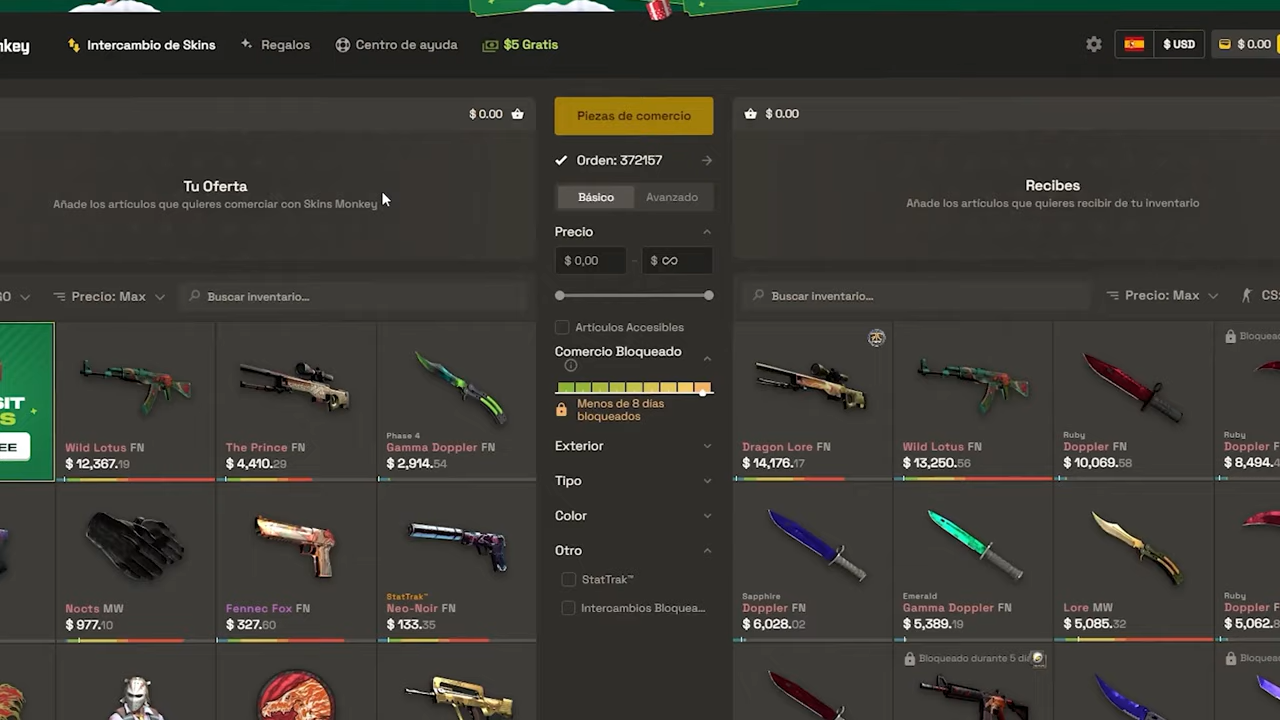 nkey
Intercambio de Skins
Regalos
Centro de ayuda
$5 Gratis
$ USD
$ 0.00
$ 0.00
Piezas de comercio
$ 0.00
Orden: 372157
Tu Oferta
Añade los artículos que quieres comerciar con Skins Monkey
Básico
Avanzado
Recibes
Añade los artículos que quieres recibir de tu inventario
Precio
$ 0,00
-
$ ∞
Precio: Max
Buscar inventario...
Buscar inventario...
Precio: Max
CS:
Artículos Accesibles
Comercio Bloqueado
Menos de 8 días
bloqueados
Exterior
Tipo
Color
Otro
StatTrak™
Intercambios Bloquea...
EE
Wild Lotus FN
$ 12,367.19
The Prince FN
$ 4,410.29
Phase 4
Gamma Doppler FN
$ 2,914.54
Dragon Lore FN
$ 14,176.17
Wild Lotus FN
$ 13,250.56
Ruby
Doppler FN
$ 10,069.58
Bloquea
Ruby
Doppler F
$ 8,494.
Nocts MW
$ 977.10
Fennec Fox FN
$ 327.60
StatTrak™
Neo-Noir FN
$ 133.35
Sapphire
Doppler FN
$ 6,028.02
Emerald
Gamma Doppler FN
$ 5,389.19
Lore MW
$ 5,085.32
Ruby
Doppler F
$ 5,062.
Bloqueado durante 5 día
Bloquea